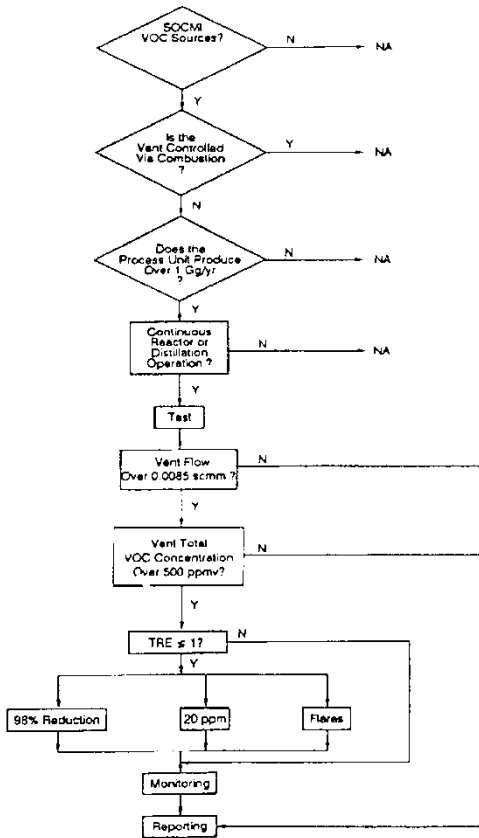 SOCMI
VOC Sources?
N
NA
Y
Is the
Vent Controlled
Via Combustion
?
Y
NA
N
Does the
Process Unit Produce
Over 1 Gg/yr
?
N
NA
Y
Continuous
Reactor or
Distillation
Operation ?
N
NA
Y
Test
Vent Flow
Over 0.0085 scmm ?
N
Y
Vent Total
VOC Concentration
Over 500 ppmv?
N
Y
TRE ≤ 1?
N
Y
98% Reduction
20 ppm
Flares
Monitoring
Reporting